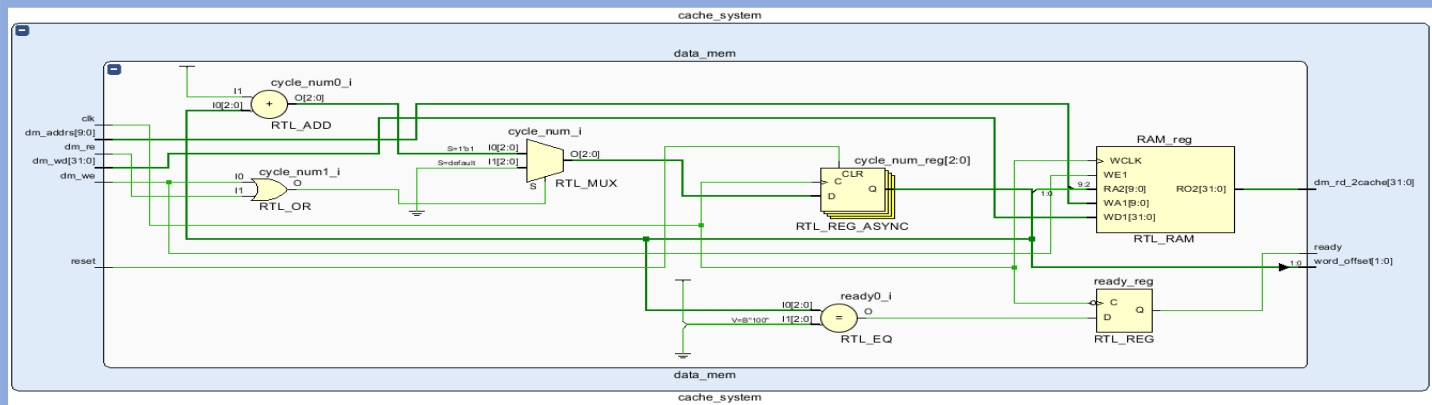 cache_system
data_mem
cycle_num0_i
I1
I0[2:0]
+
O[2:0]
RTL_ADD
clk
dm_addrs[9:0]
dm_re
dm_wd[31:0]
dm_we
reset
cycle_num1_i
I0
I1
O
RTL_OR
cycle_num_i
S=1'b1
I0[2:0]
S=default
I1[2:0]
O[2:0]
S
RTL_MUX
cycle_num_reg[2:0]
CLR
C
Q
D
RTL_REG_ASYNC
RAM_reg
WCLK
WE1
9:2
1:0
RA2[9:0]
RO2[31:0]
WA1[9:0]
WD1[31:0]
RTL_RAM
dm_rd_2cache[31:0]
ready
1:0
word_offset[1:0]
ready0_i
I0[2:0]
V=B"100"
I1[2:0]
=
O
RTL_EQ
ready_reg
C
Q
D
RTL_REG
data_mem
cache_system